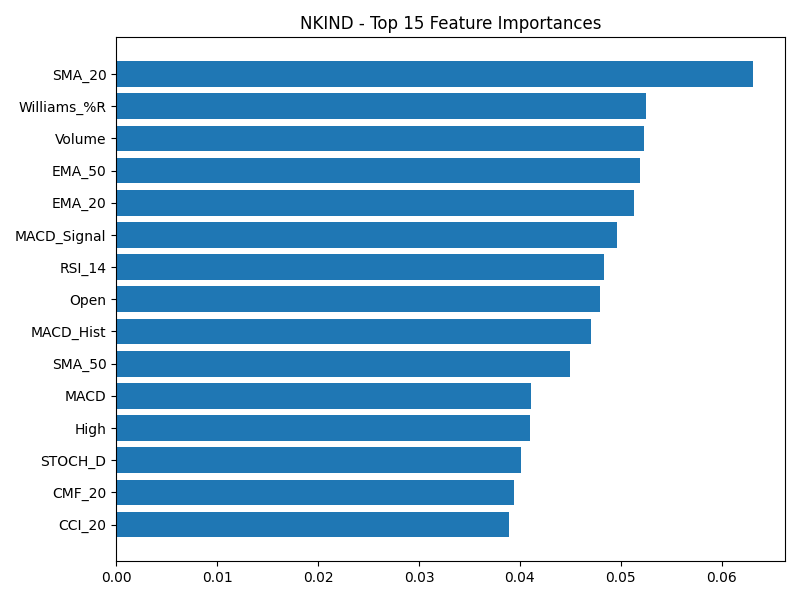 NKIND - Top 15 Feature Importances
SMA_20
Williams_%R
Volume
EMA_50
EMA_20
MACD_Signal
RSI_14
Open
MACD_Hist
SMA_50
MACD
High
STOCH_D
CMF_20
CCI_20
0.00 0.01 0.02 0.03 0.04 0.05 0.06